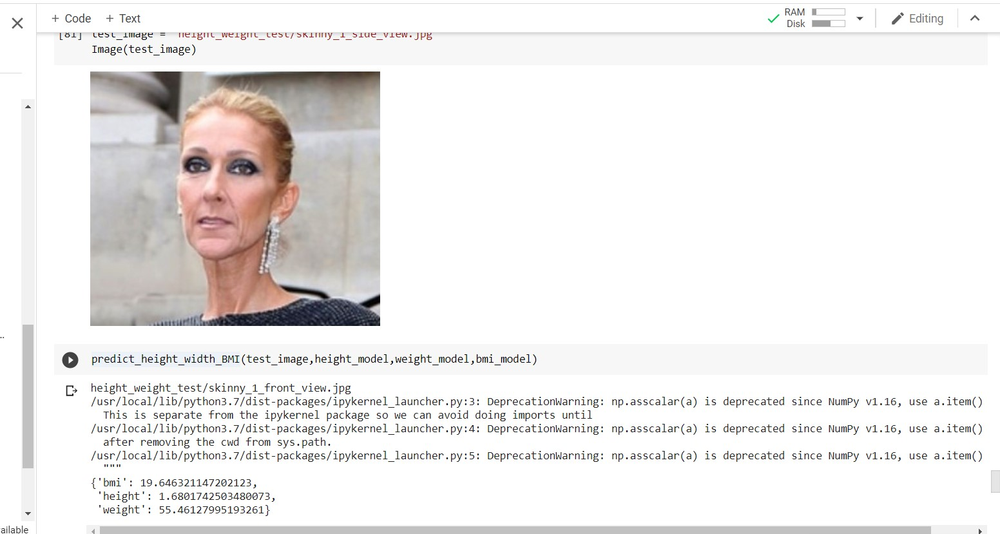 + Code + Text
RAM
Disk
Editing
[81] test_image = 'height_weight_test/skinny_1_side_view.jpg
Image(test_image)
predict_height_width_BMI(test_image,height_model,weight_model,bmi_model)
height_weight_test/skinny_1_front_view.jpg
/usr/local/lib/python3.7/dist-packages/ipykernel_launcher.py:3: DeprecationWarning: np.asscalar(a) is deprecated since NumPy v1.16, use a.item()
This is separate from the ipykernel package so we can avoid doing imports until
/usr/local/lib/python3.7/dist-packages/ipykernel_launcher.py:4: DeprecationWarning: np.asscalar(a) is deprecated since NumPy v1.16, use a.item()
after removing the cwd from sys.path.
/usr/local/lib/python3.7/dist-packages/ipykernel_launcher.py:5: DeprecationWarning: np.asscalar(a) is deprecated since NumPy v1.16, use a.item()
"""
{'bmi': 19.646321147202123,
'height': 1.6801742503480073,
'weight': 55.46127995193261}
..
ailable